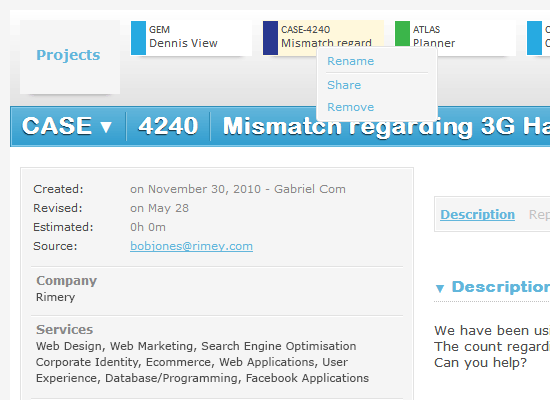 Projects
GEM
Dennis View
CASE-4240
Mismatch regard
ATLAS
Planner
Rename
Share
Remove
CASE ▼ 4240 Mismatch regarding 3G Ha
Created: on November 30, 2010 - Gabriel Com
Revised: on May 28
Estimated: 0h 0m
Source: bobjones@rimey.com
Company
Rimery
Services
Web Design, Web Marketing, Search Engine Optimisation
Corporate Identity, Ecommerce, Web Applications, User
Experience, Database/Programming, Facebook Applications
Description Rep
▼ Description
We have been us
The count regard
Can you help?